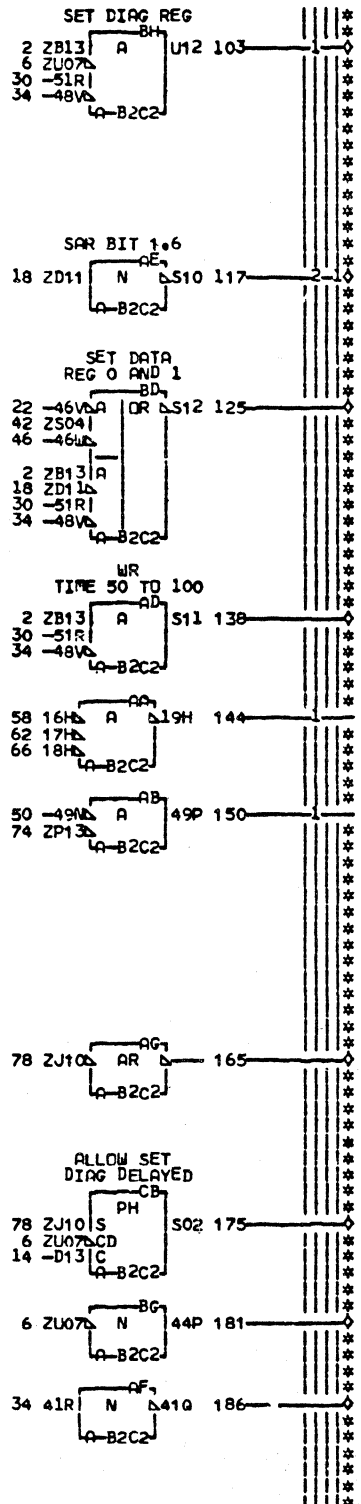 SET DIAG REG
BH
2 ZB13 A U12 103 1
6 ZU07
30 -51R
34 -48V
A-B2C2
SAR BIT 1.6
AE
18 ZD11 N S10 117 2-1
A-B2C2
SET DATA
REG 0 AND 1
BD
22 -46V A OR S12 125
42 ZS04
46 -46W
2 ZB13 A
18 ZD11
30 -51R
34 -48V
A-B2C2
WR
TIME 50 TO 100
AD
2 ZB13 A S11 138
30 -51R
34 -48V
A-B2C2
AA
58 16H A 19H 144 1
62 17H
66 18H
A-B2C2
AB
50 -49N A 49P 150 1
74 ZP13
A-B2C2
AG
78 ZJ10 AR 165
A-B2C2
ALLOW SET
DIAG DELAYED
CB
PH
78 ZJ10 S S02 175
6 ZU07 CD
14 -D13 C
A-B2C2
BG
6 ZU07 N 44P 181
A-B2C2
AF
34 41R N 41Q 186
A-B2C2